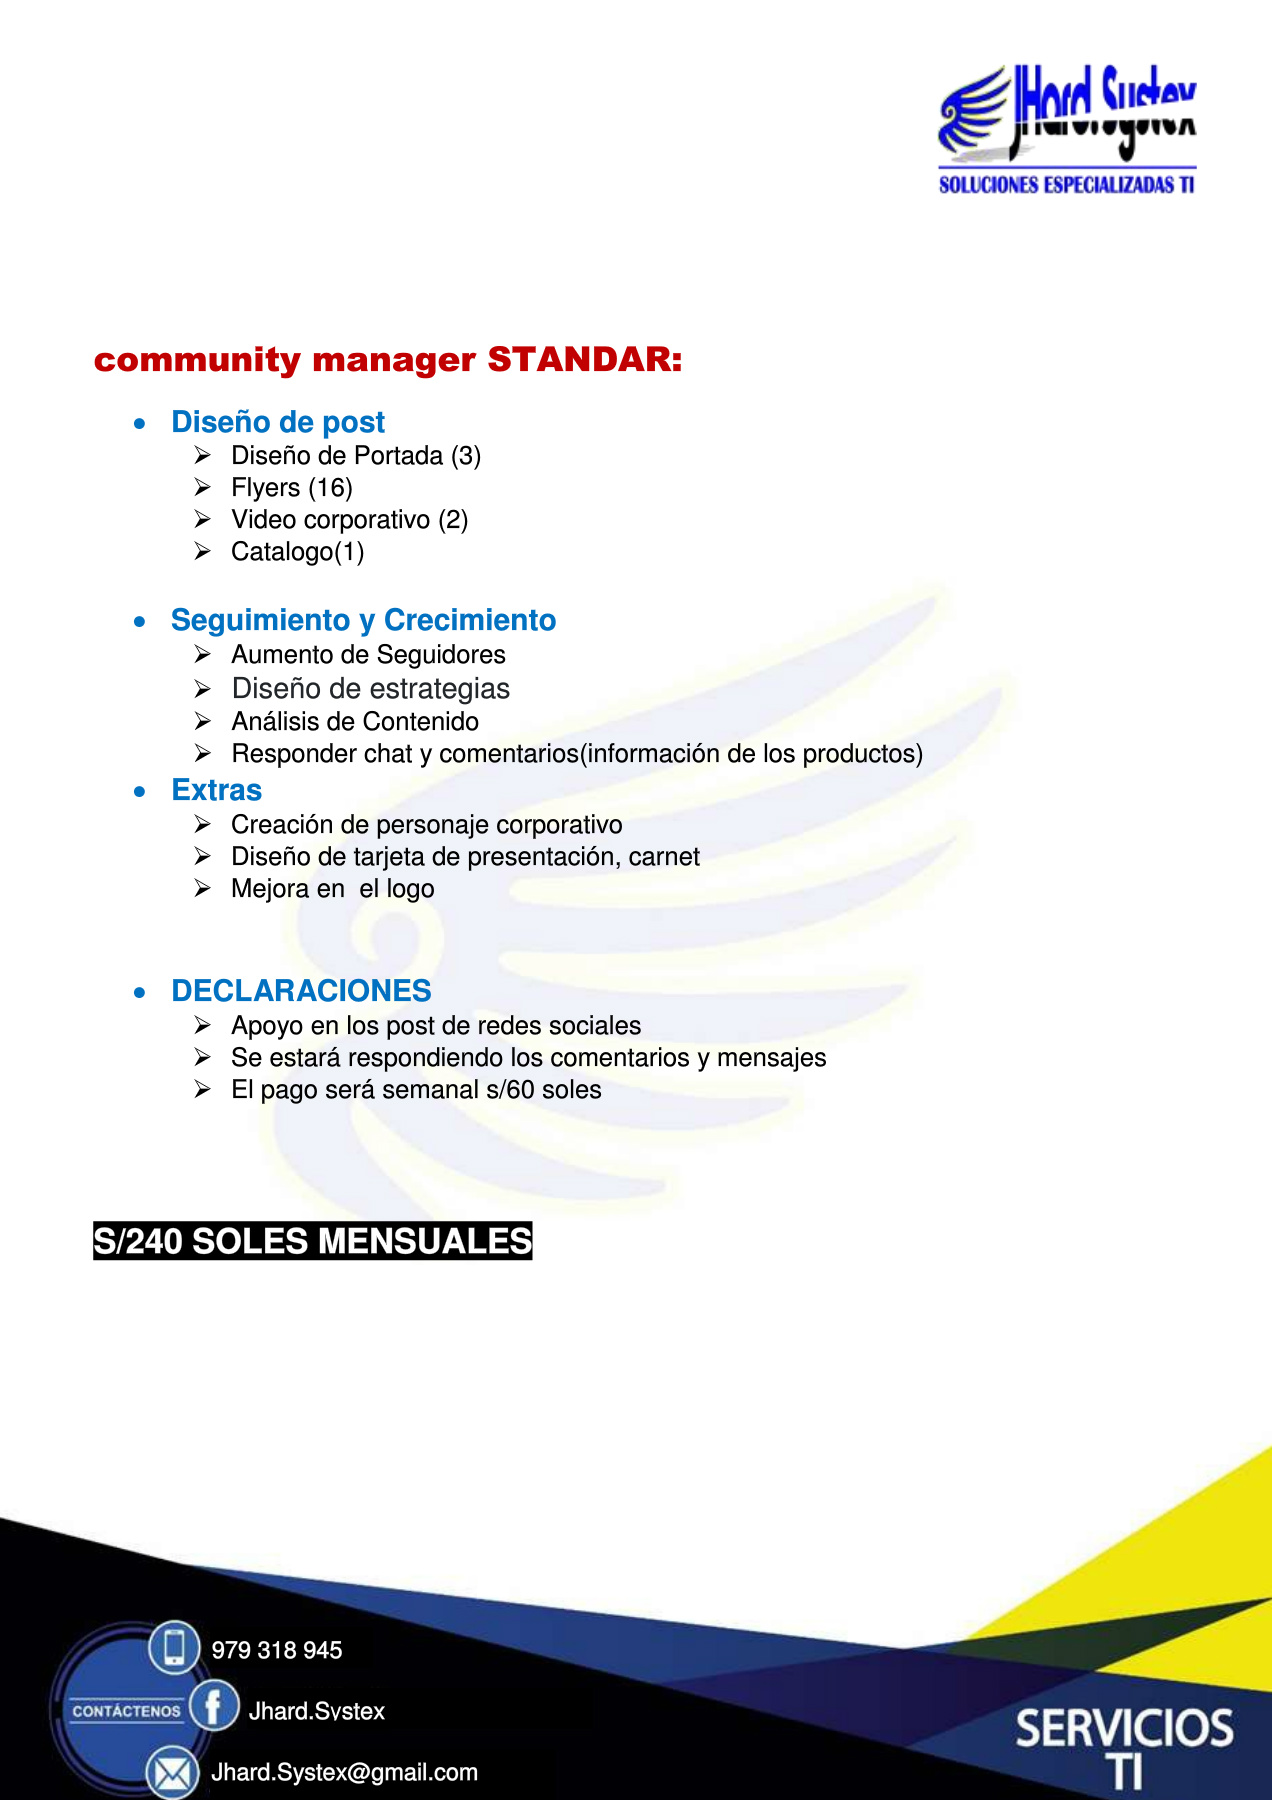 JHard Systex
SOLUCIONES ESPECIALIZADAS TI
community manager STANDAR:
• Diseño de post
➢ Diseño de Portada (3)
➢ Flyers (16)
➢ Video corporativo (2)
➢ Catalogo(1)
• Seguimiento y Crecimiento
➢ Aumento de Seguidores
➢ Diseño de estrategias
➢ Análisis de Contenido
➢ Responder chat y comentarios(información de los productos)
• Extras
➢ Creación de personaje corporativo
➢ Diseño de tarjeta de presentación, carnet
➢ Mejora en  el logo
• DECLARACIONES
➢ Apoyo en los post de redes sociales
➢ Se estará respondiendo los comentarios y mensajes
➢ El pago será semanal s/60 soles
S/240 SOLES MENSUALES
979 318 945
CONTÁCTENOS
Jhard.Systex
Jhard.Systex@gmail.com
SERVICIOS
TI